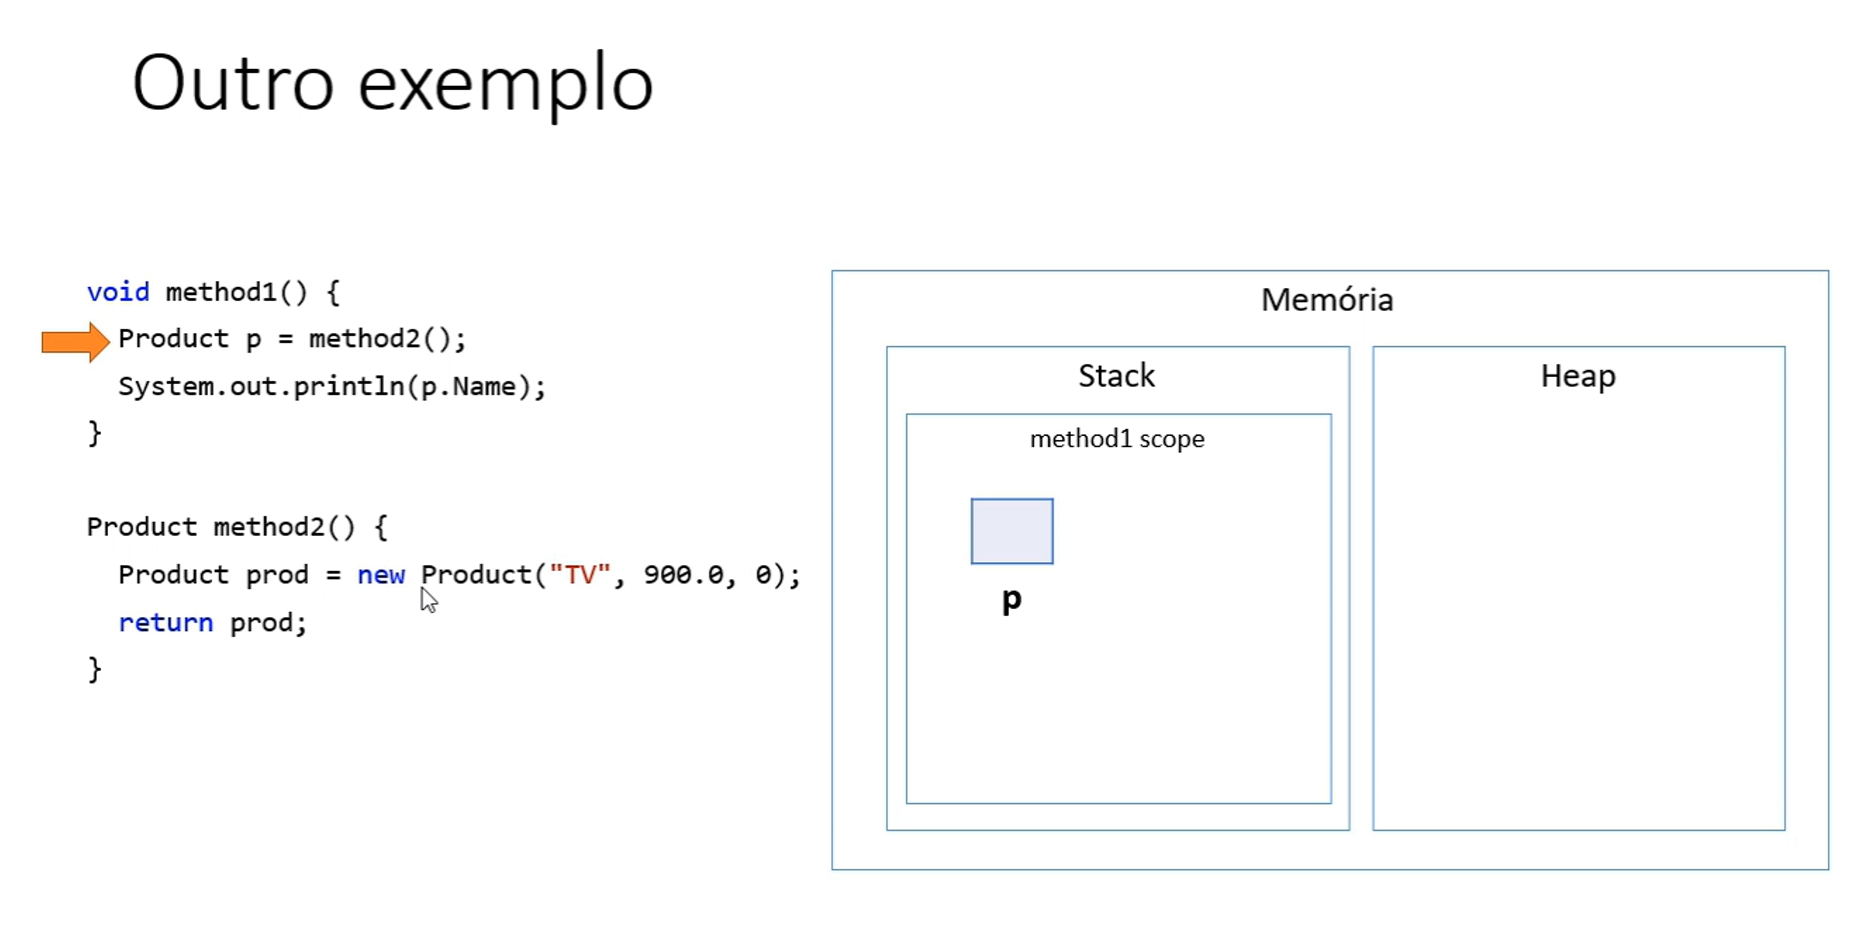 Outro exemplo
void method1() {
Product p = method2();
System.out.println(p.Name);
}
Product method2() {
Product prod = new Product("TV", 900.0, 0);
return prod;
}
Memória
Stack
Heap
method1 scope
p